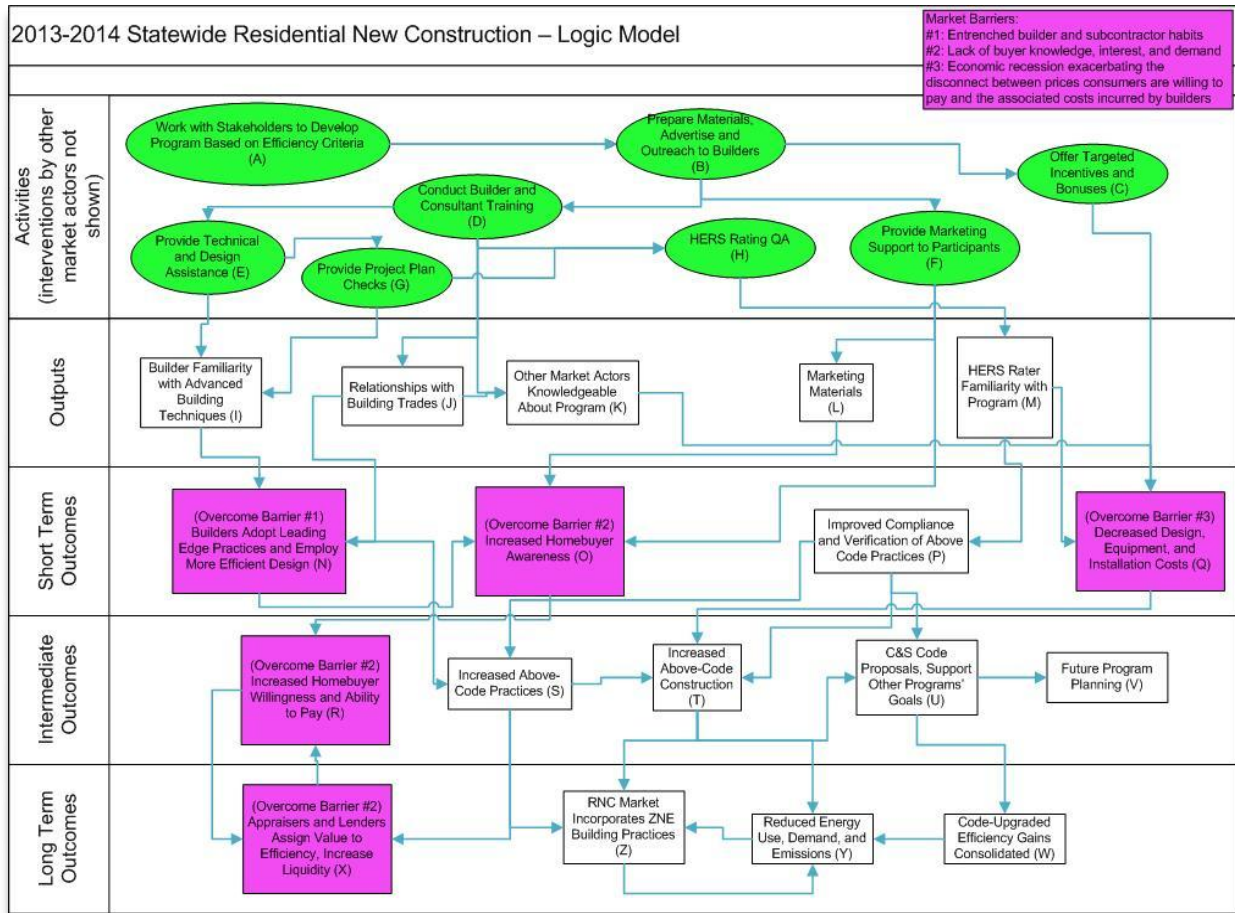 2013-2014 Statewide Residential New Construction – Logic Model
Market Barriers:
#1: Entrenched builder and subcontractor habits
#2: Lack of buyer knowledge, interest, and demand
#3: Economic recession exacerbating the
disconnect between prices consumers are willing to
pay and the associated costs incurred by builders
Activities
(interventions by other
market actors not
shown)
Work with Stakeholders to Develop
Program Based on Efficiency Criteria
(A)
Prepare Materials,
Advertise and
Outreach to Builders
(B)
Offer Targeted
Incentives and
Bonuses (C)
Conduct Builder and
Consultant Training
(D)
Provide Technical
and Design
Assistance (E)
Provide Project Plan
Checks (G)
HERS Rating QA
(H)
Provide Marketing
Support to Participants
(F)
Outputs
Builder Familiarity
with Advanced
Building
Techniques (I)
Relationships with
Building Trades (J)
Other Market Actors
Knowledgeable
About Program (K)
Marketing
Materials
(L)
HERS Rater
Familiarity with
Program (M)
Short Term
Outcomes
(Overcome Barrier #1)
Builders Adopt Leading
Edge Practices and Employ
More Efficient Design (N)
(Overcome Barrier #2)
Increased Homebuyer
Awareness (O)
Improved Compliance
and Verification of Above
Code Practices (P)
(Overcome Barrier #3)
Decreased Design,
Equipment, and
Installation Costs (Q)
Intermediate
Outcomes
(Overcome Barrier #2)
Increased Homebuyer
Willingness and Ability
to Pay (R)
Increased Above-
Code Practices (S)
Increased
Above-Code
Construction
(T)
C&S Code
Proposals, Support
Other Programs'
Goals (U)
Future Program
Planning (V)
Long Term
Outcomes
(Overcome Barrier #2)
Appraisers and Lenders
Assign Value to
Efficiency, Increase
Liquidity (X)
RNC Market
Incorporates ZNE
Building Practices
(Z)
Reduced Energy
Use, Demand, and
Emissions (Y)
Code-Upgraded
Efficiency Gains
Consolidated (W)